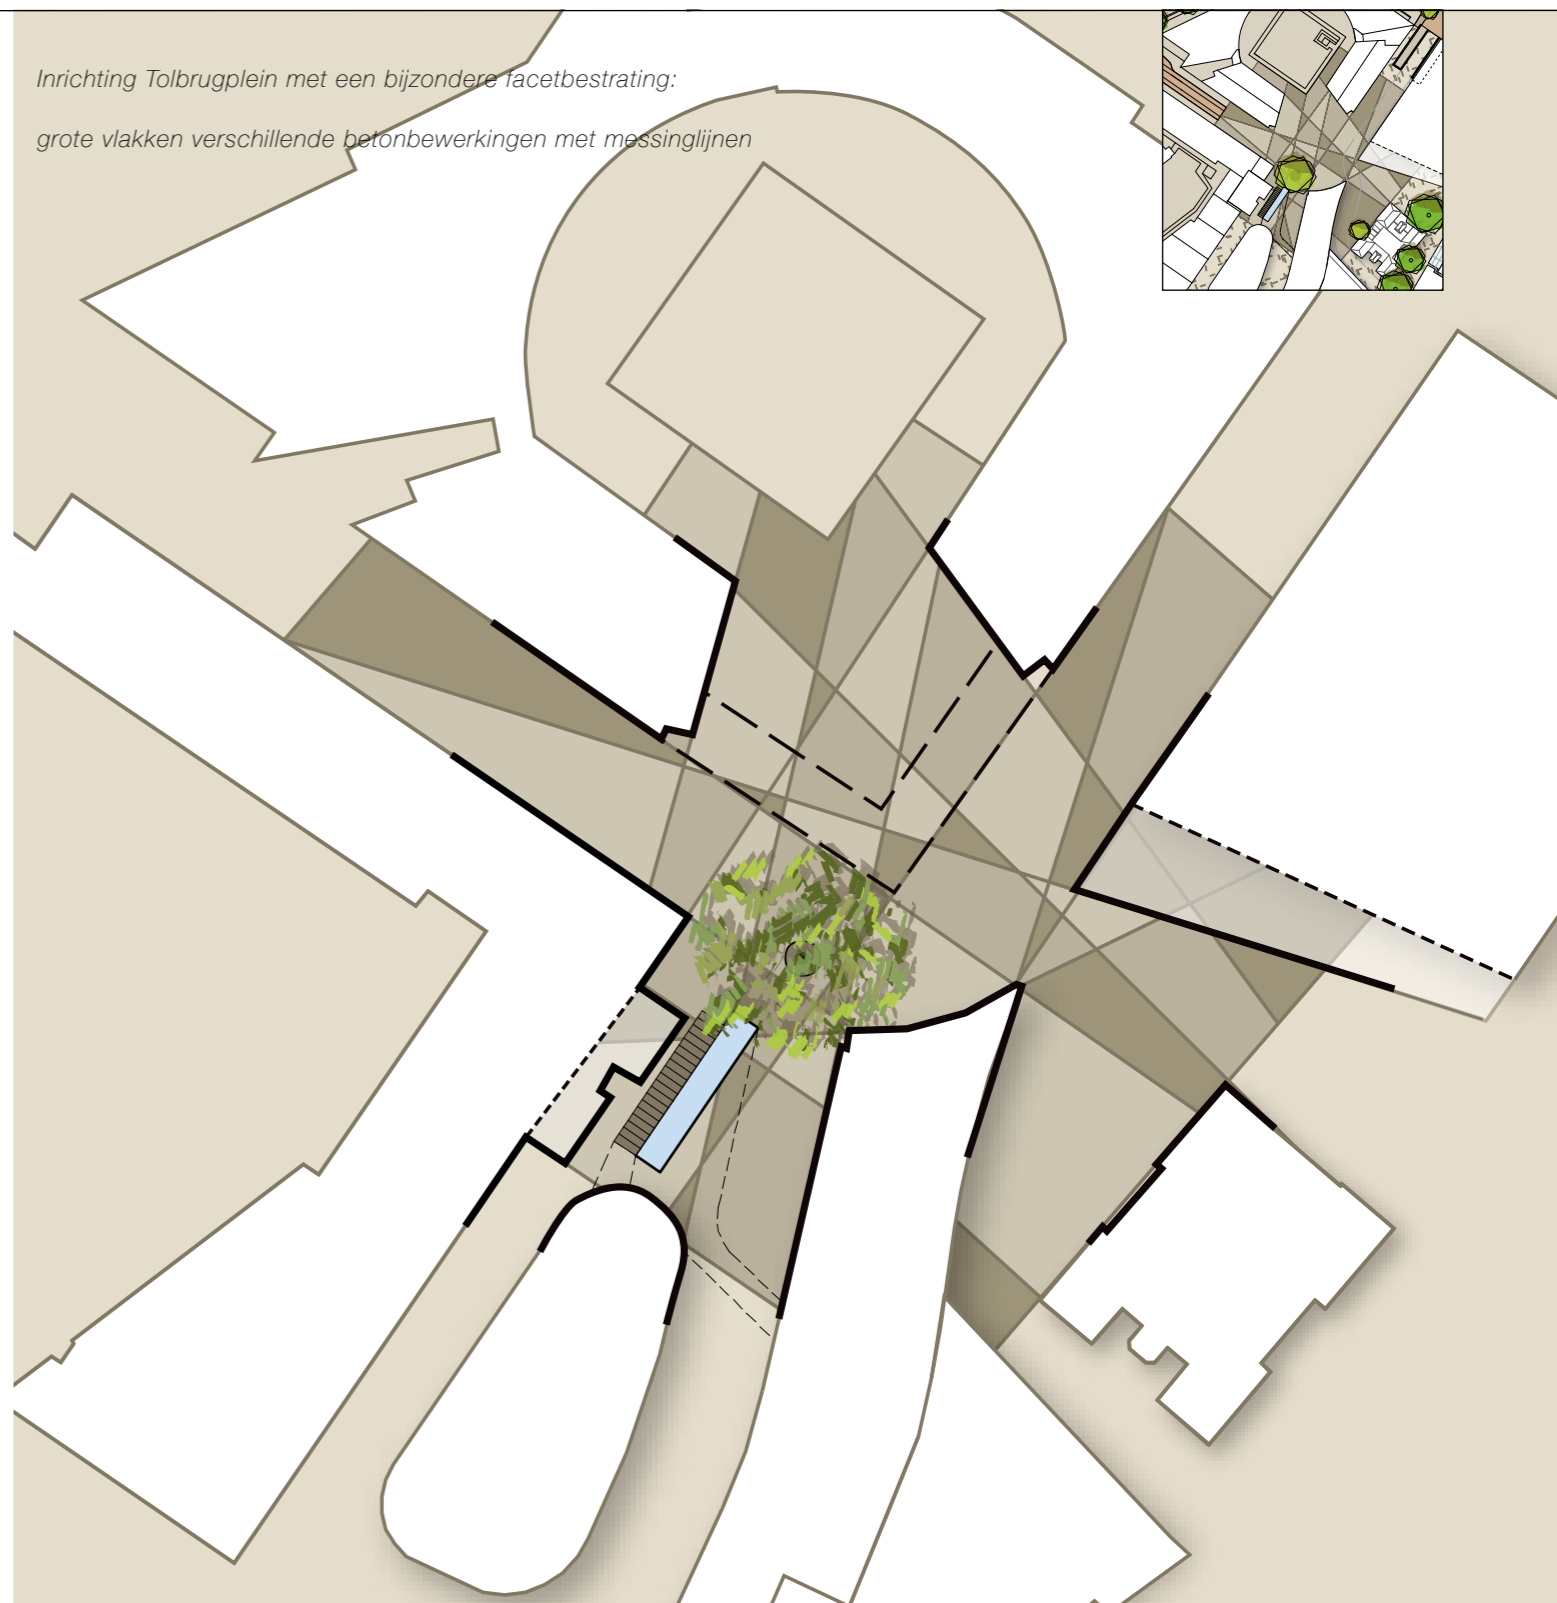 Inrichting Tolbrugplein met een bijzondere facetbestrating:
grote vlakken verschillende betonbewerkingen met messinglijnen